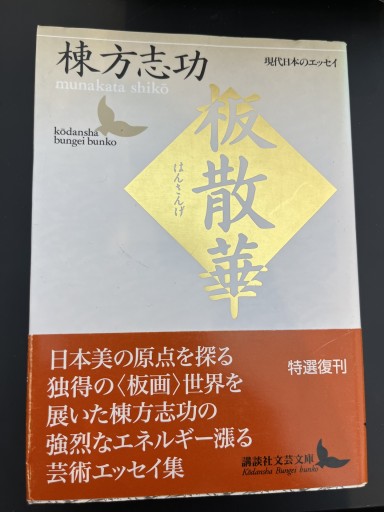 棟方志功
munakata shikō
現代日本のエッセイ
kōdansha
bungei bunko
板散華
はんさんげ
日本美の原点を探る
独得の〈板画〉世界を
展いた棟方志功の
強烈なエネルギー漲る
芸術エッセイ集
特選復刊
講談社文芸文庫
Kōdansha Bungei bunko